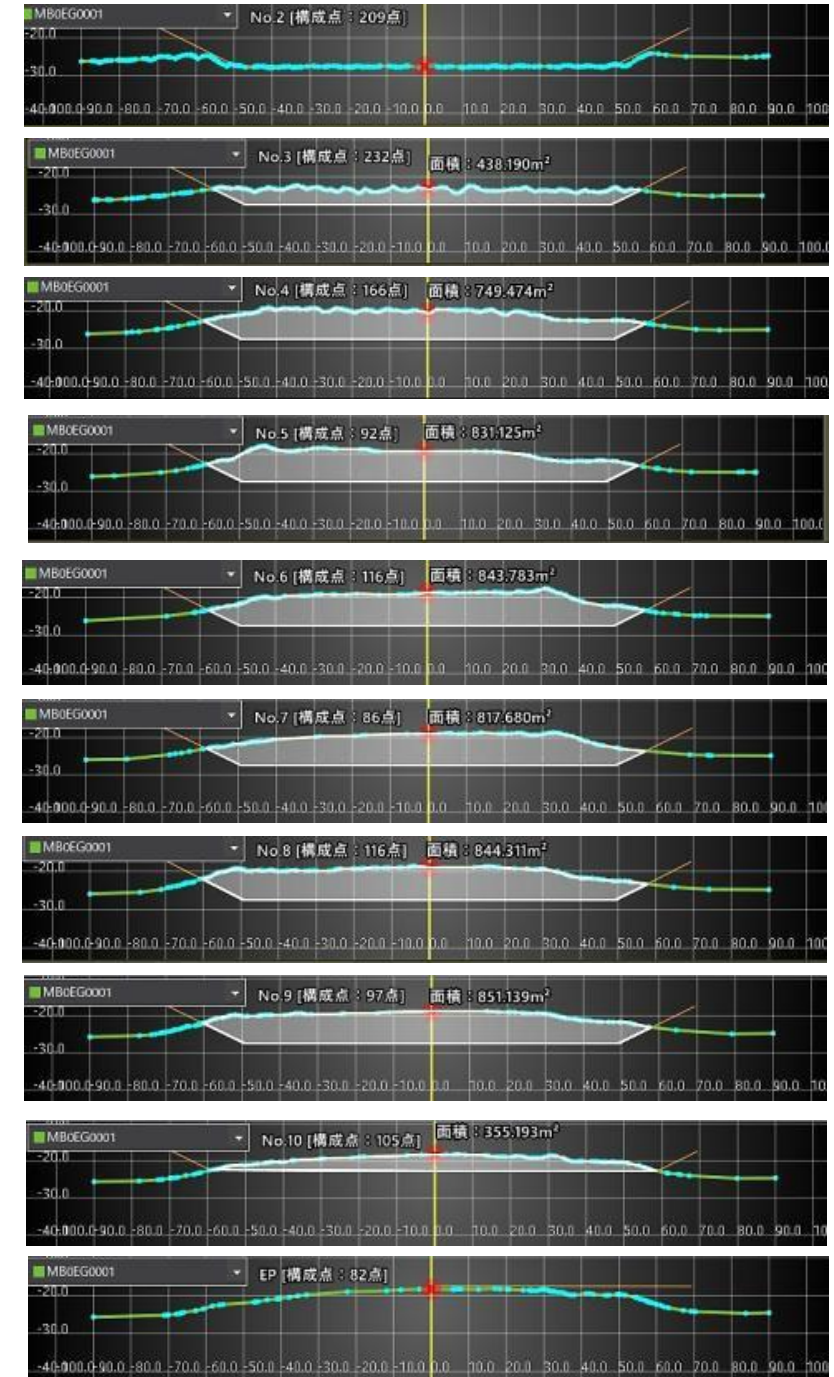 MB0EG0001
No.2 [構成点：209点]
-20.0
-30.0
-40.0
-100.0 -90.0 -80.0 -70.0 -60.0 -50.0 -40.0 -30.0 -20.0 -10.0 0.0 10.0 20.0 30.0 40.0 50.0 60.0 70.0 80.0 90.0 100
MB0EG0001
No.3 [構成点：232点] 面積：438.190m²
-20.0
-30.0
-40.0
-100.0 -90.0 -80.0 -70.0 -60.0 -50.0 -40.0 -30.0 -20.0 -10.0 0.0 10.0 20.0 30.0 40.0 50.0 60.0 70.0 80.0 90.0 100.0
MB0EG0001
No.4 [構成点：166点] 面積：749.474m²
-20.0
-30.0
-40.0
-100.0 -90.0 -80.0 -70.0 -60.0 -50.0 -40.0 -30.0 -20.0 -10.0 0.0 10.0 20.0 30.0 40.0 50.0 60.0 70.0 80.0 90.0 100
MB0EG0001
No.5 [構成点：92点] 面積：831.125m²
-20.0
-30.0
-40.0
-100.0 -90.0 -80.0 -70.0 -60.0 -50.0 -40.0 -30.0 -20.0 -10.0 0.0 10.0 20.0 30.0 40.0 50.0 60.0 70.0 80.0 90.0 100.0
MB0EG0001
No.6 [構成点：116点] 面積：843.783m²
-20.0
-30.0
-40.0
-100.0 -90.0 -80.0 -70.0 -60.0 -50.0 -40.0 -30.0 -20.0 -10.0 0.0 10.0 20.0 30.0 40.0 50.0 60.0 70.0 80.0 90.0 100
MB0EG0001
No.7 [構成点：86点] 面積：817.680m²
-20.0
-30.0
-40.0
-100.0 -90.0 -80.0 -70.0 -60.0 -50.0 -40.0 -30.0 -20.0 -10.0 0.0 10.0 20.0 30.0 40.0 50.0 60.0 70.0 80.0 90.0 10
MB0EG0001
No.8 [構成点：116点] 面積：844.311m²
-20.0
-30.0
-40.0
-100.0 -90.0 -80.0 -70.0 -60.0 -50.0 -40.0 -30.0 -20.0 -10.0 0.0 10.0 20.0 30.0 40.0 50.0 60.0 70.0 80.0 90.0 100
MB0EG0001
No.9 [構成点：97点] 面積：851.139m²
-20.0
-30.0
-40.0
-100.0 -90.0 -80.0 -70.0 -60.0 -50.0 -40.0 -30.0 -20.0 -10.0 0.0 10.0 20.0 30.0 40.0 50.0 60.0 70.0 80.0 90.0 10
MB0EG0001
No.10 [構成点：105点] 面積：355.193m²
-20.0
-30.0
-40.0
-100.0 -90.0 -80.0 -70.0 -60.0 -50.0 -40.0 -30.0 -20.0 -10.0 0.0 10.0 20.0 30.0 40.0 50.0 60.0 70.0 80.0 90.0 10
MB0EG0001
EP [構成点：82点]
-20.0
-30.0
-40.0
-100.0 -90.0 -80.0 -70.0 -60.0 -50.0 -40.0 -30.0 -20.0 -10.0 0.0 10.0 20.0 30.0 40.0 50.0 60.0 70.0 80.0 90.0 100